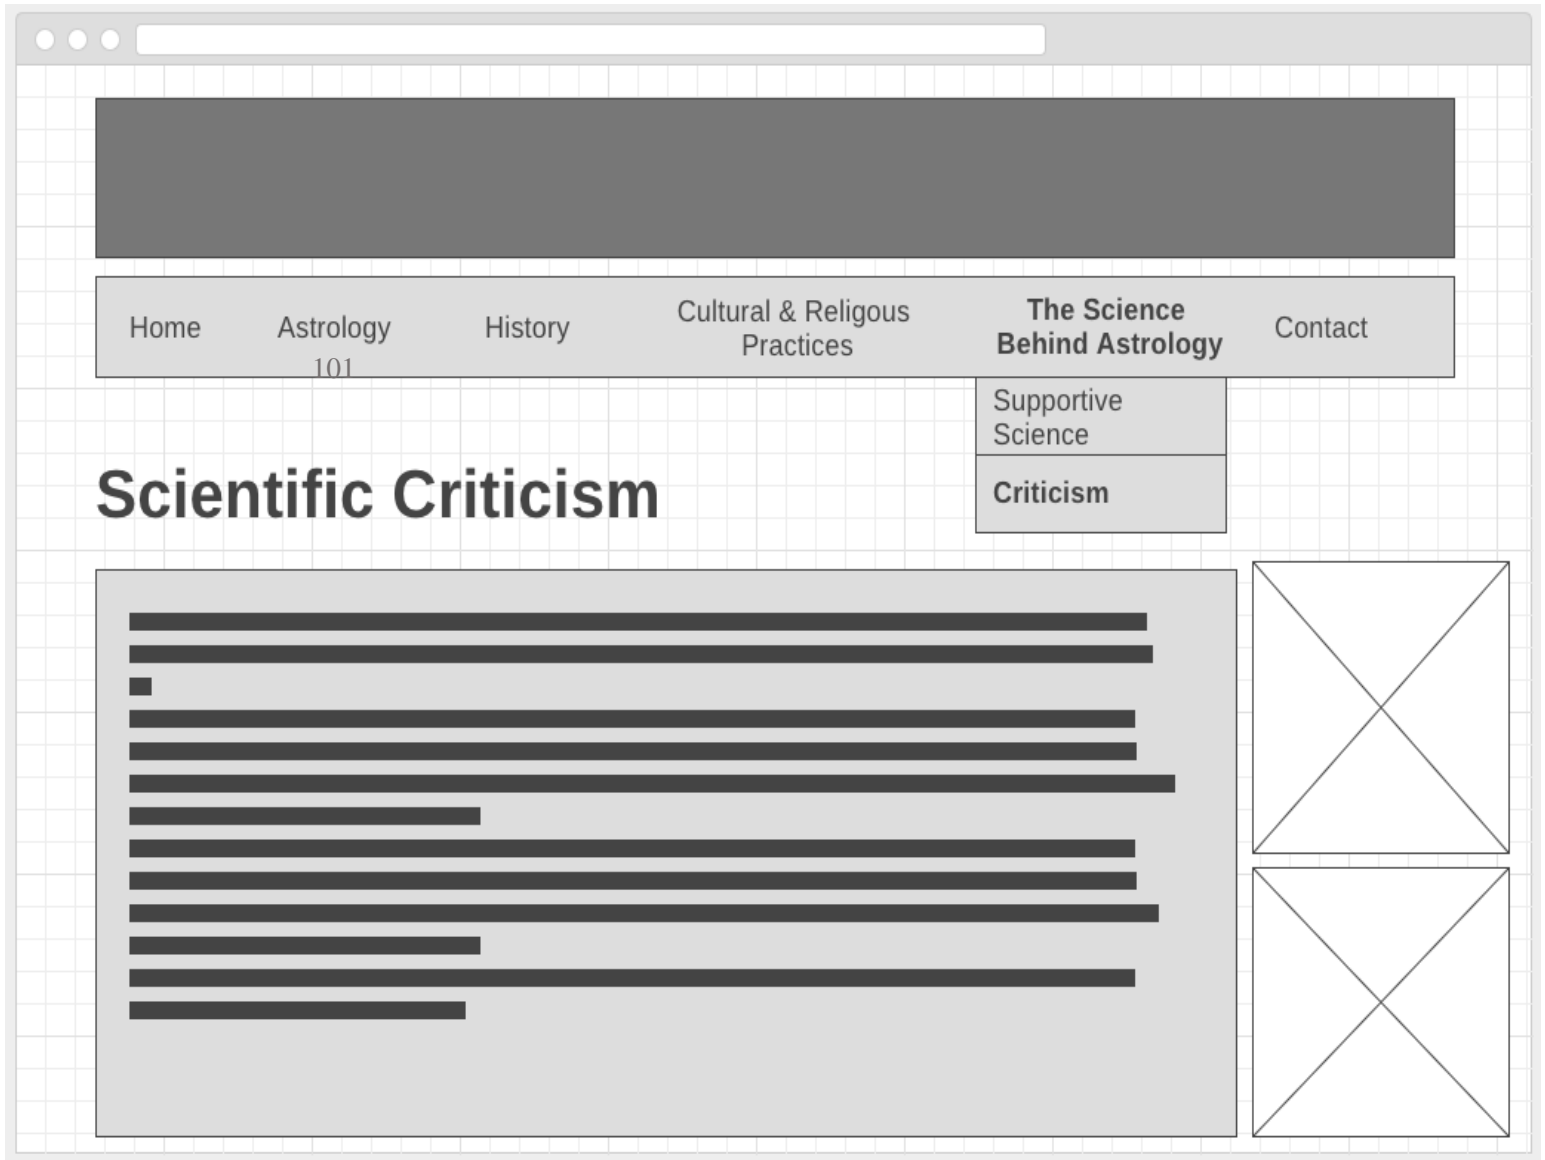 Home
Astrology
101
History
Cultural & Religous
Practices
The Science
Behind Astrology
Contact
Supportive
Science
Criticism
Scientific Criticism